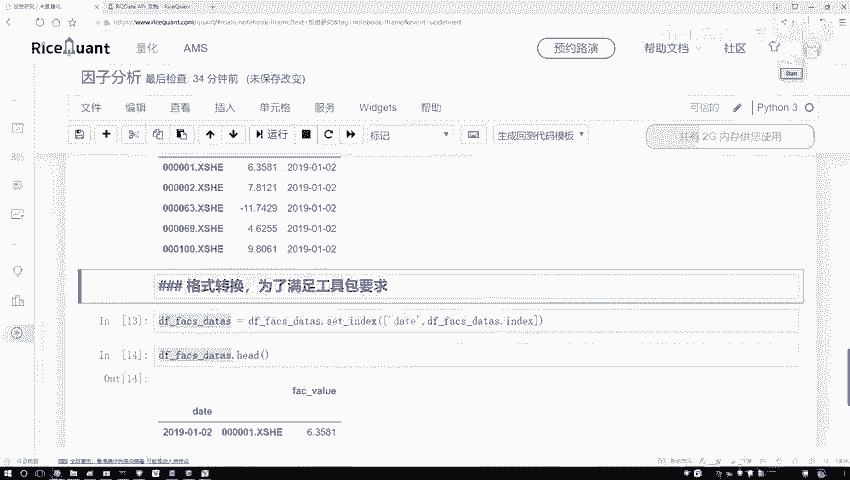 RiceQuant 量化 AMS 预约路演 帮助文档 社区
因子分析 最后检查: 34 分钟前 (未保存改变)
文件 编辑 查看 插入 单元格 服务 Widgets 帮助 可信的 Python 3
运行 标记 生成回测代码模板 共有 2G 内存供您使用
000001.XSHE 6.3581 2019-01-02
000002.XSHE 7.8121 2019-01-02
000063.XSHE -11.7429 2019-01-02
000069.XSHE 4.6255 2019-01-02
000100.XSHE 9.8061 2019-01-02
### 格式转换，为了满足工具包要求
In [13]: df_facs_datas = df_facs_datas.set_index(["date",df_facs_datas.index])
In [14]: df_facs_datas.head()
Out[14]:
fac_value
date
2019-01-02 000001.XSHE 6.3581